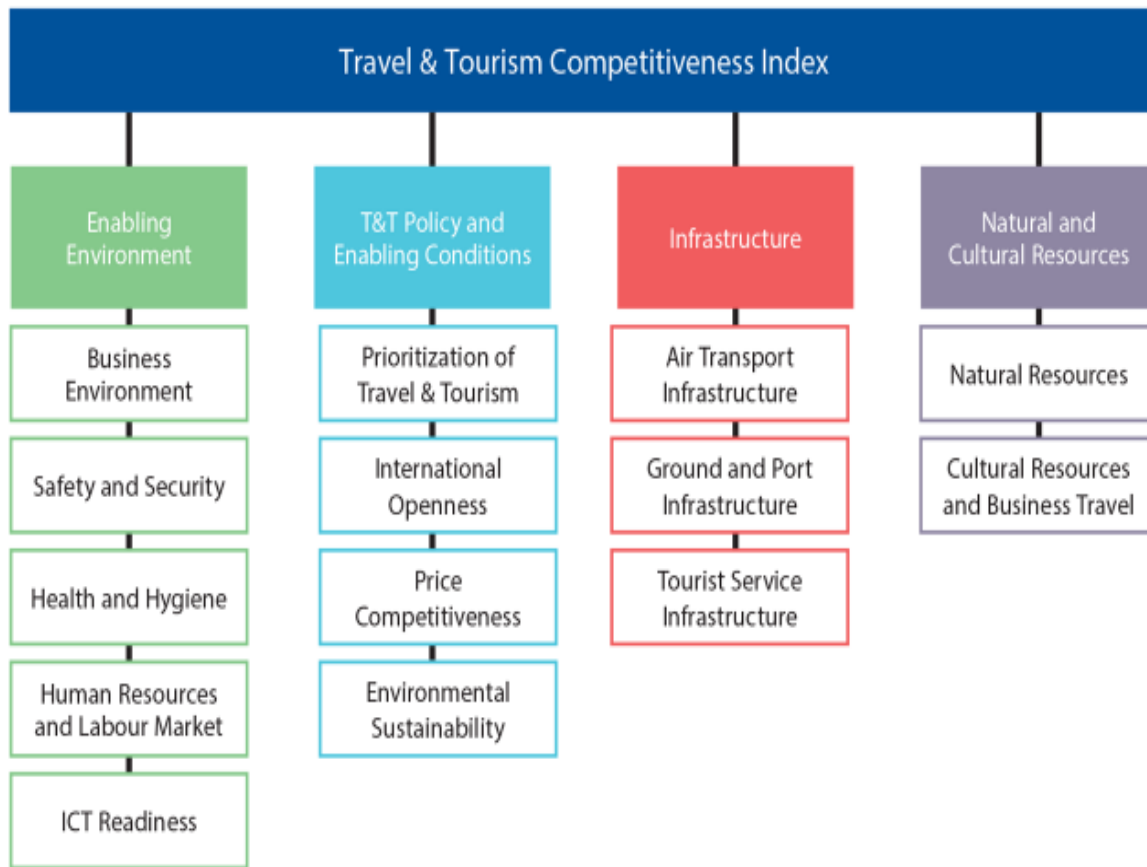 Travel & Tourism Competitiveness Index
Enabling
Environment
Business
Environment
Safety and Security
Health and Hygiene
Human Resources
and Labour Market
ICT Readiness
T&T Policy and
Enabling Conditions
Prioritization of
Travel & Tourism
International
Openness
Price
Competitiveness
Environmental
Sustainability
Infrastructure
Air Transport
Infrastructure
Ground and Port
Infrastructure
Tourist Service
Infrastructure
Natural and
Cultural Resources
Natural Resources
Cultural Resources
and Business Travel